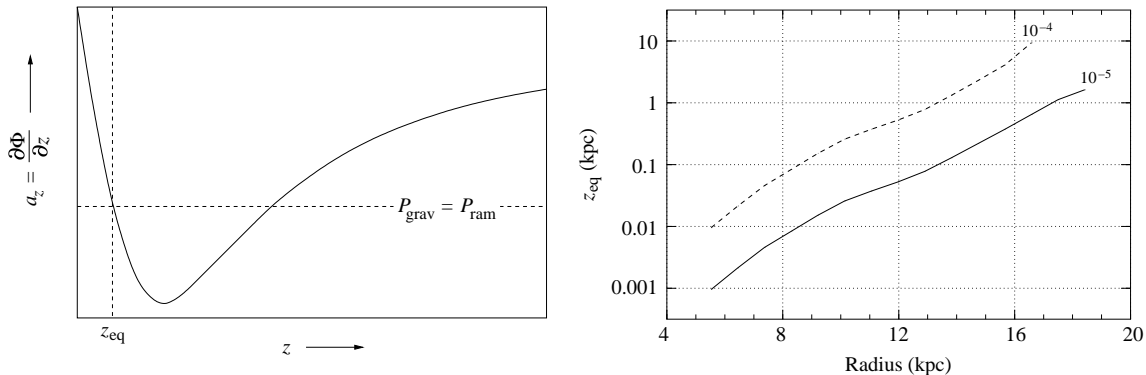 a_z = ∂Φ/∂z
P_grav = P_ram
z_eq
z
z_eq (kpc)
10
1
0.1
0.01
0.001
10⁻⁴
10⁻⁵
4 8 12 16 20
Radius (kpc)